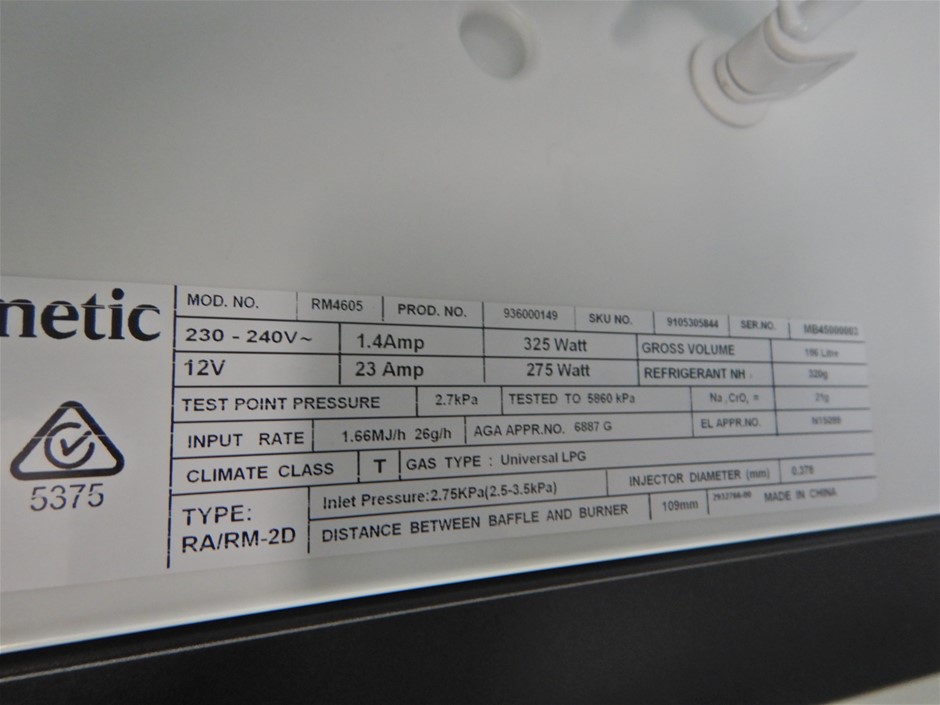 netic
5375
MOD. NO. RM4605 PROD. NO. 936000149 SKU NO. 9105305844 SER.NO.
230 - 240V~ 1.4Amp 325 Watt GROSS VOLUME 186 Litre
12V 23 Amp 275 Watt REFRIGERANT NH 320g
TEST POINT PRESSURE 2.7kPa TESTED TO 5860 kPa Na₂CrO₄ = 21g
INPUT RATE 1.66MJ/h 26g/h AGA APPR.NO. 6887 G EL APPR.NO.
CLIMATE CLASS T GAS TYPE : Universal LPG INJECTOR DIAMETER (mm) 0.378
TYPE: Inlet Pressure:2.75KPa(2.5-3.5kPa)
RA/RM-2D DISTANCE BETWEEN BAFFLE AND BURNER 109mm MADE IN CHINA